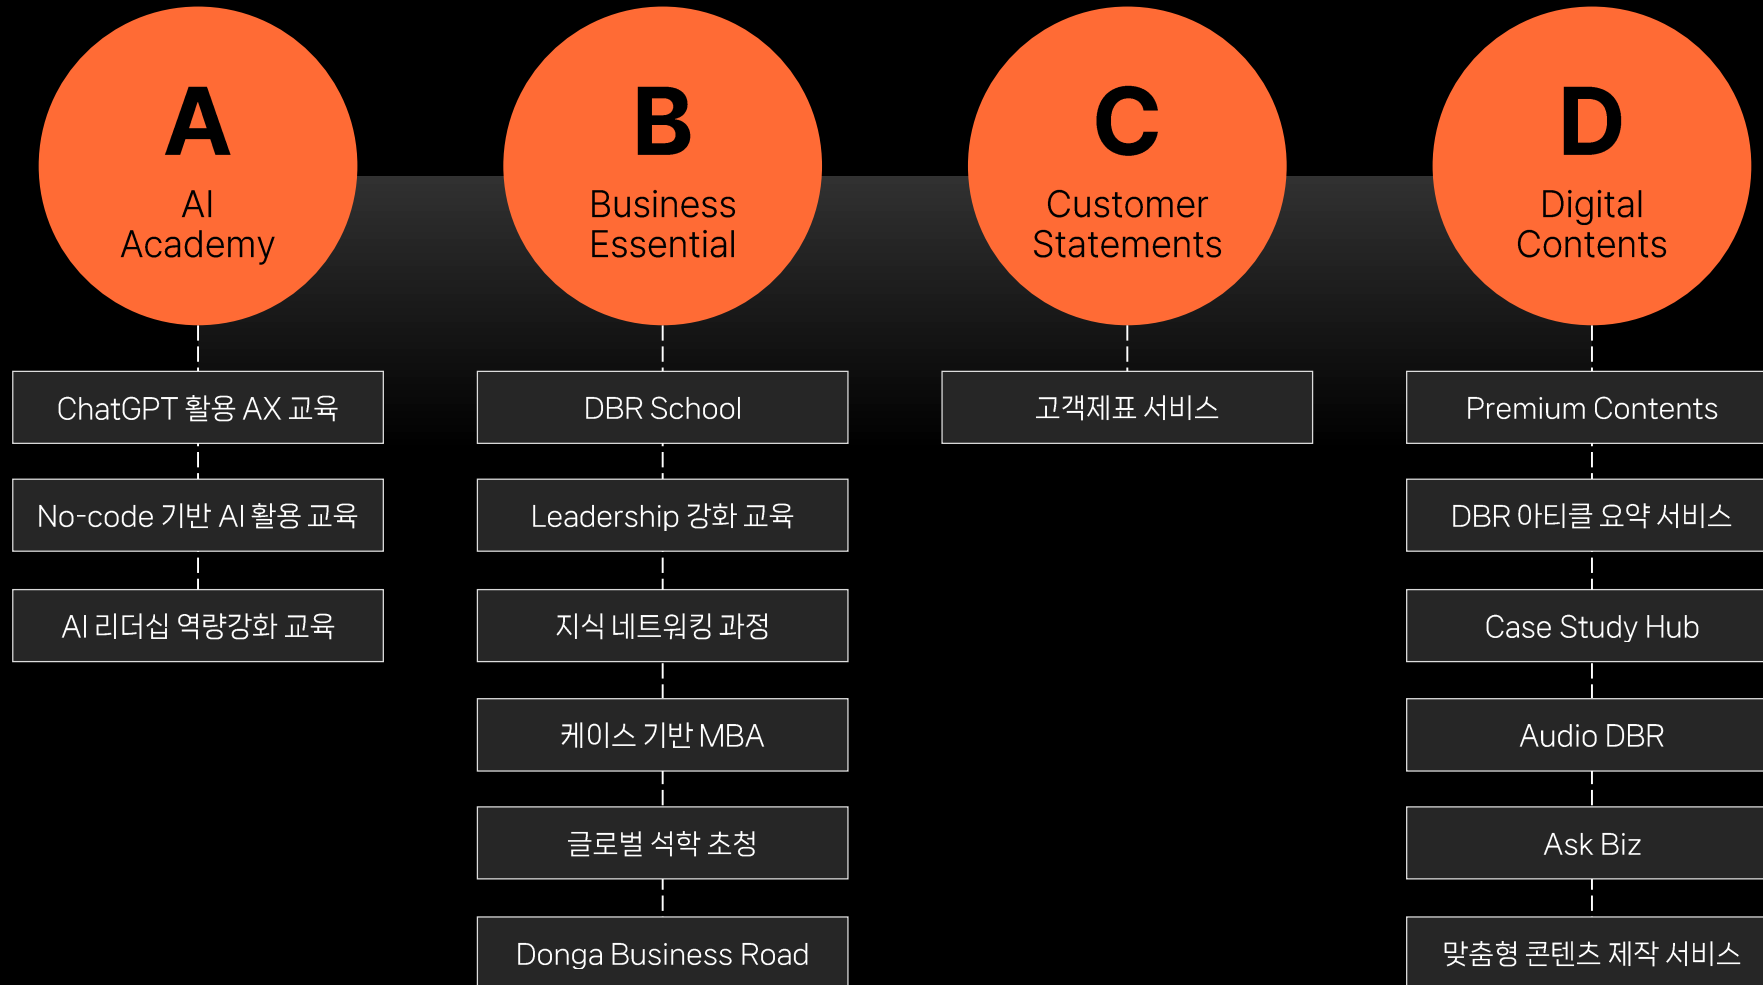 A
AI
Academy
ChatGPT 활용 AX 교육
No-code 기반 AI 활용 교육
AI 리더십 역량강화 교육
B
Business
Essential
DBR School
Leadership 강화 교육
지식 네트워킹 과정
케이스 기반 MBA
글로벌 석학 초청
Donga Business Road
C
Customer
Statements
고객제표 서비스
D
Digital
Contents
Premium Contents
DBR 아티클 요약 서비스
Case Study Hub
Audio DBR
Ask Biz
맞춤형 콘텐츠 제작 서비스